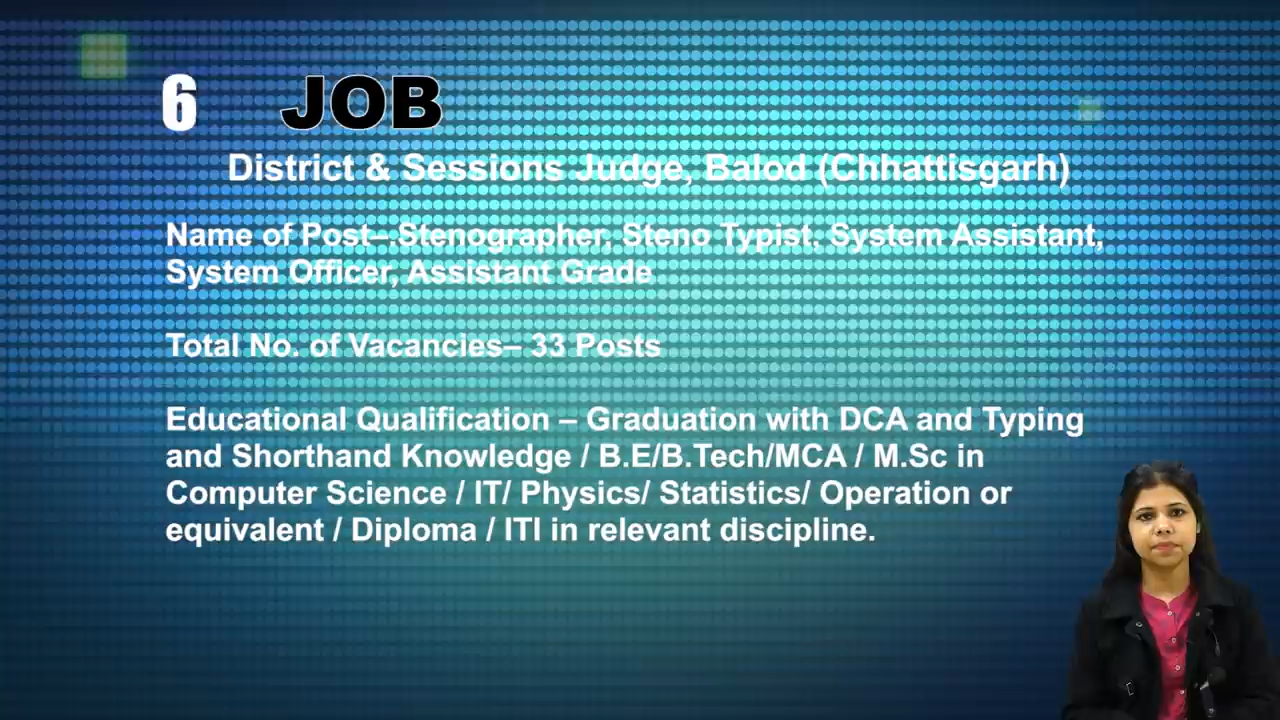 6 JOB
District & Sessions Judge, Balod (Chhattisgarh)
Name of Post–.Stenographer, Steno Typist, System Assistant,
System Officer, Assistant Grade
Total No. of Vacancies– 33 Posts
Educational Qualification – Graduation with DCA and Typing
and Shorthand Knowledge / B.E/B.Tech/MCA / M.Sc in
Computer Science / IT/ Physics/ Statistics/ Operation or
equivalent / Diploma / ITI in relevant discipline.